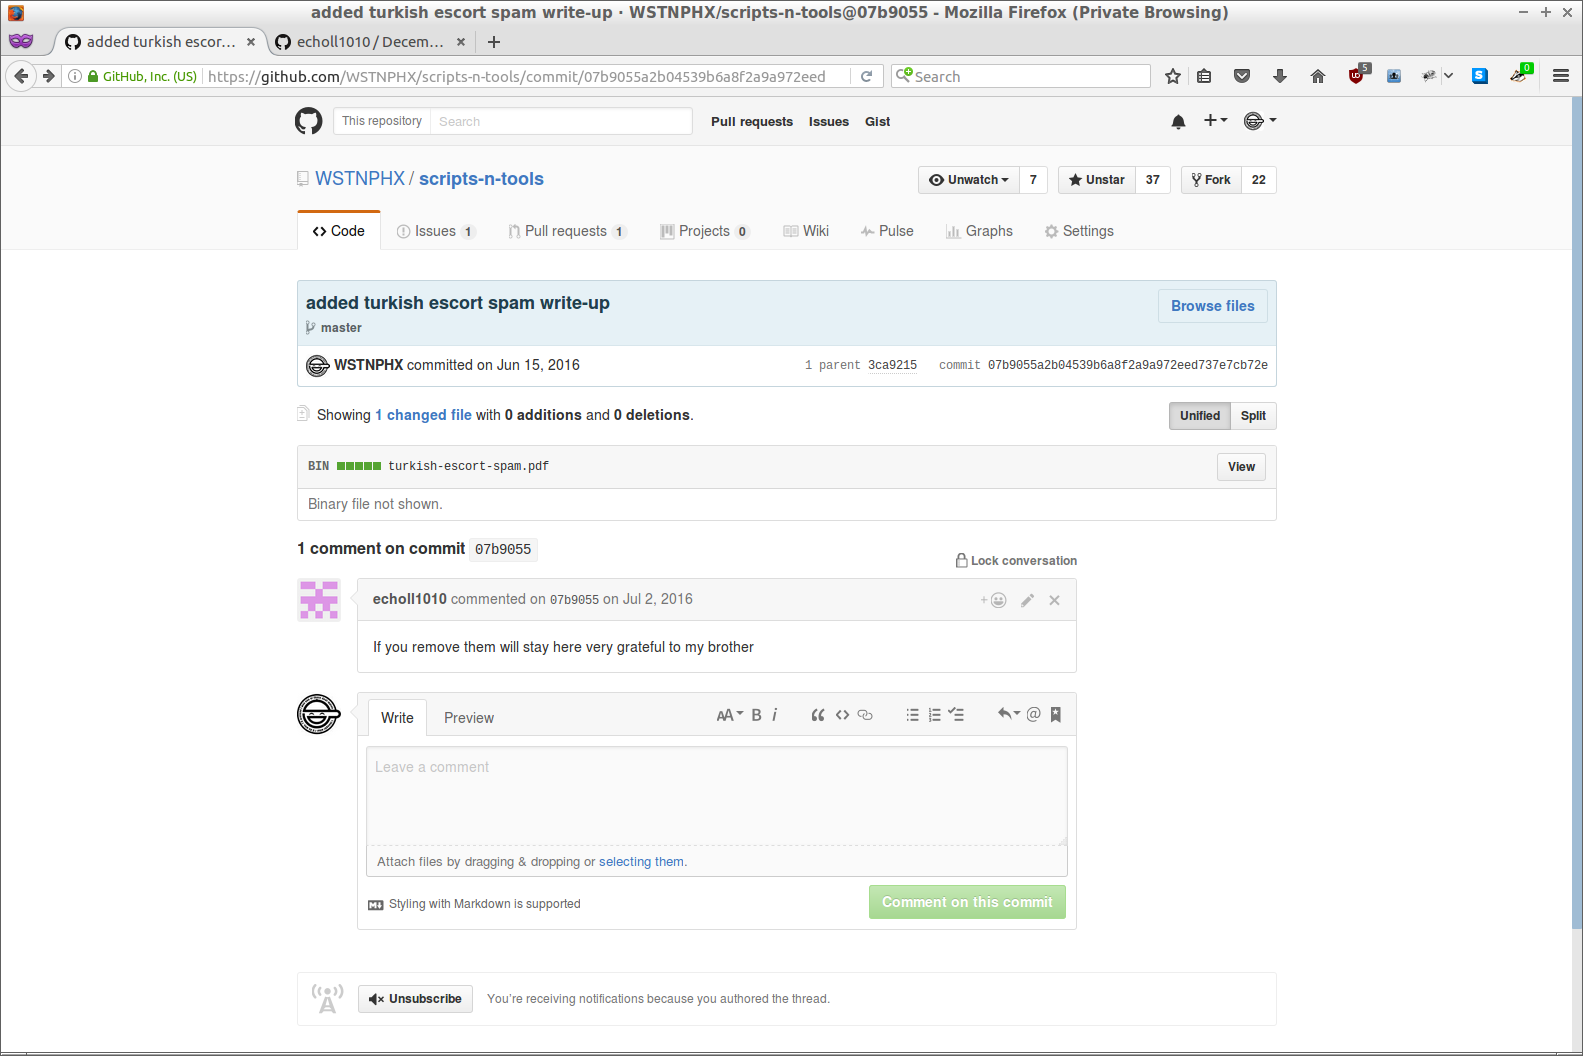 added turkish escort spam write-up · WSTNPHX/scripts-n-tools@07b9055 - Mozilla Firefox (Private Browsing)
added turkish escor... × echoll1010 / Decem... × +
GitHub, Inc. (US) https://github.com/WSTNPHX/scripts-n-tools/commit/07b9055a2b04539b6a8f2a9a972eed Search 5 0
This repository Search Pull requests Issues Gist
WSTNPHX / scripts-n-tools Unwatch 7 Unstar 37 Fork 22
Code Issues 1 Pull requests 1 Projects 0 Wiki Pulse Graphs Settings
added turkish escort spam write-up Browse files
master
WSTNPHX committed on Jun 15, 2016 1 parent 3ca9215 commit 07b9055a2b04539b6a8f2a9a972eed737e7cb72e
Showing 1 changed file with 0 additions and 0 deletions. Unified Split
BIN turkish-escort-spam.pdf View
Binary file not shown.
1 comment on commit 07b9055
Lock conversation
echoll1010 commented on 07b9055 on Jul 2, 2016
If you remove them will stay here very grateful to my brother
Write Preview AA B i @
Leave a comment
Attach files by dragging & dropping or selecting them.
Styling with Markdown is supported Comment on this commit
Unsubscribe You're receiving notifications because you authored the thread.